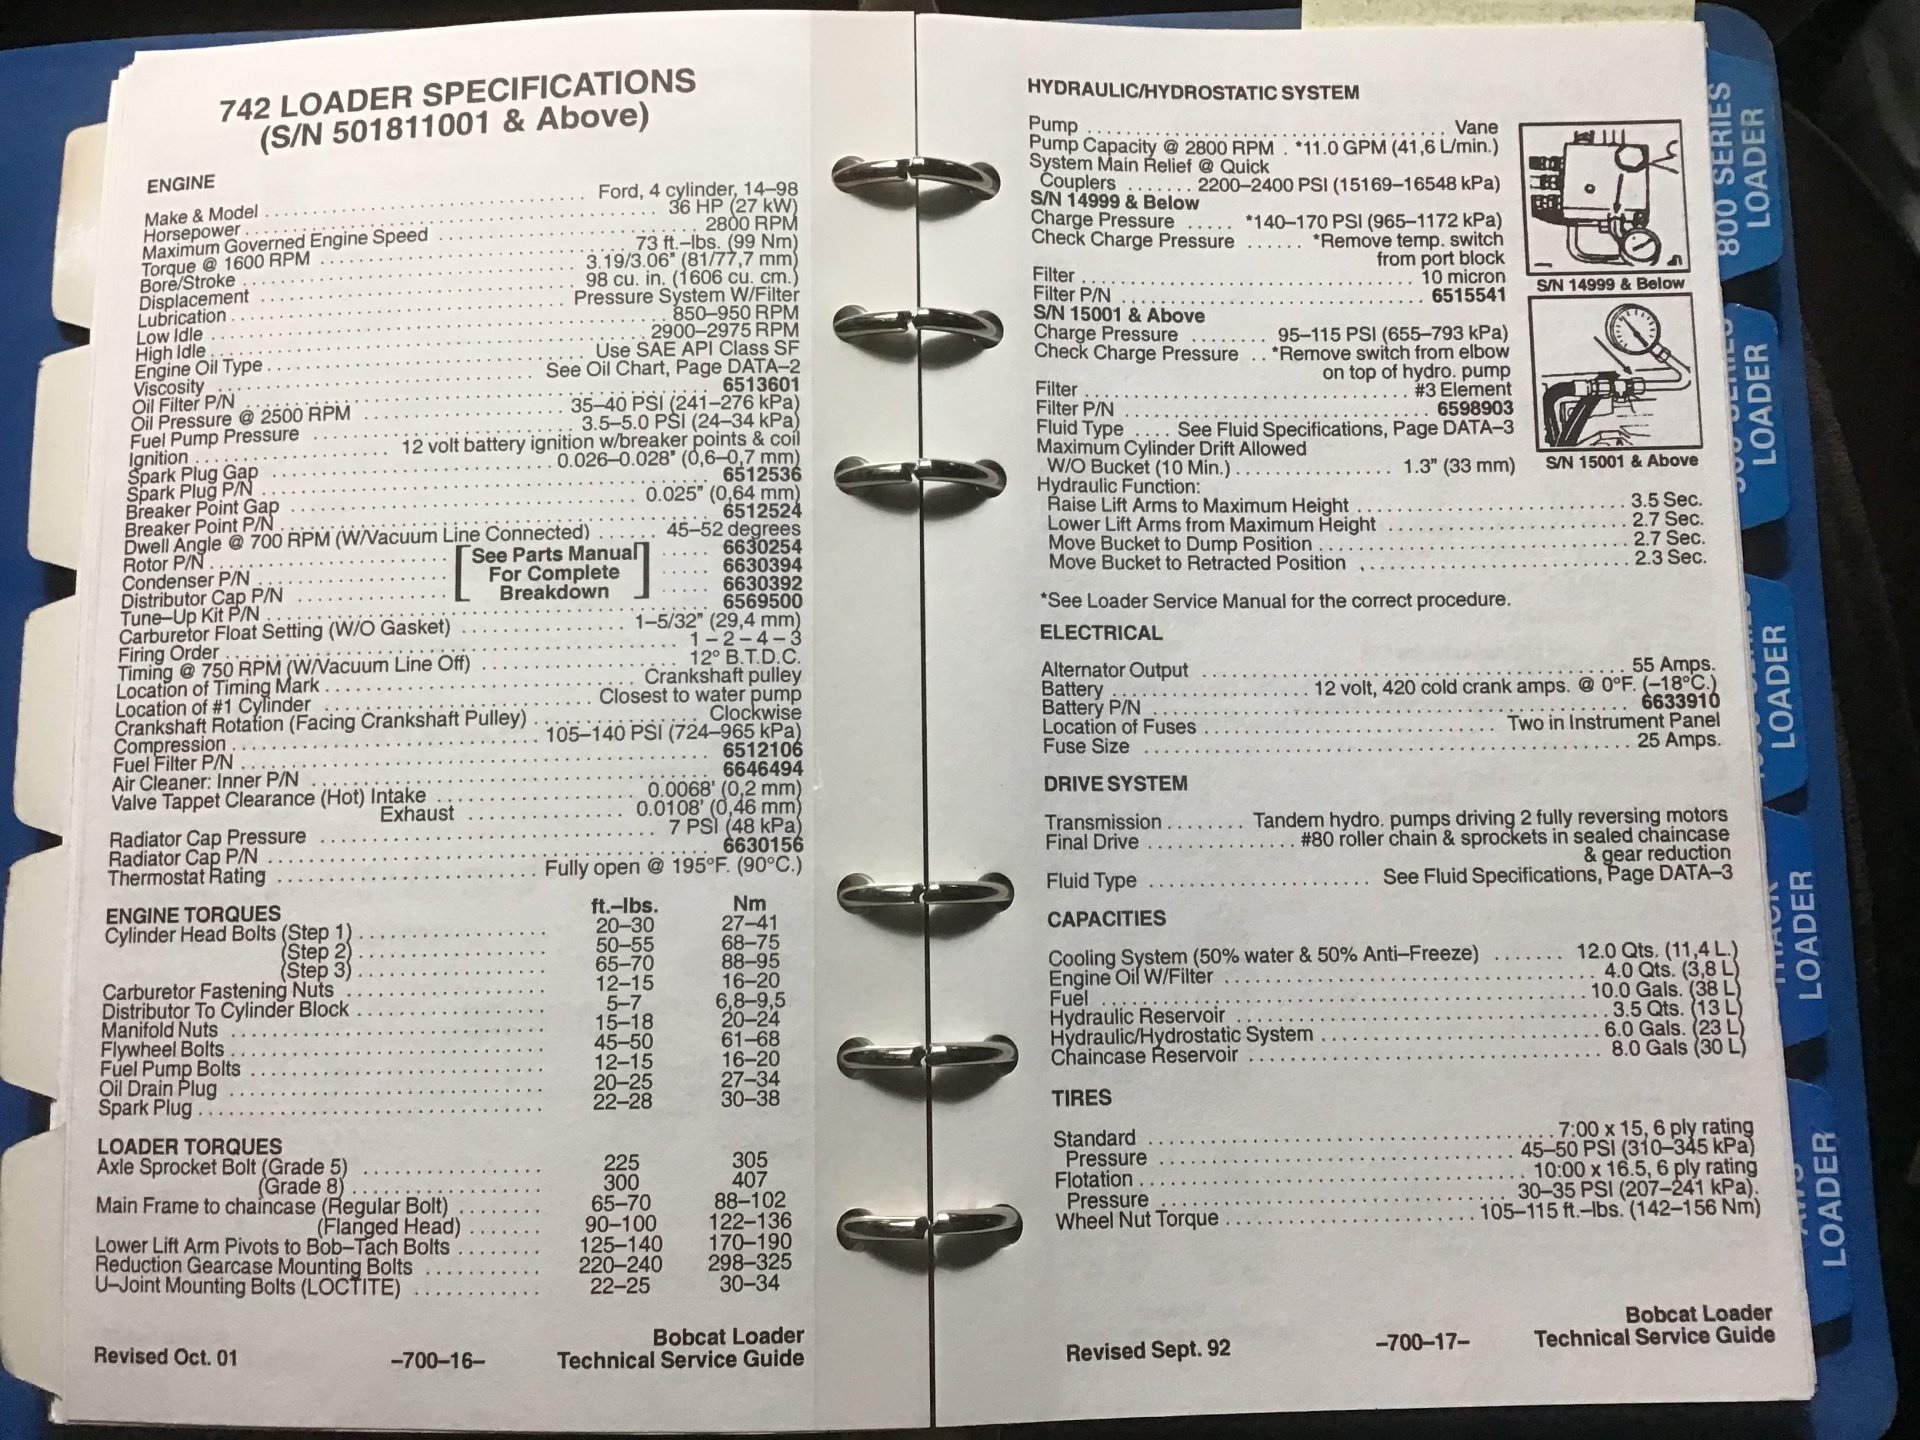 742 LOADER SPECIFICATIONS
(S/N 501811001 & Above)
ENGINE
Make & Model ........ Ford, 4 cylinder, 14–98
Horsepower ........ 36 HP (27 kW)
Maximum Governed Engine Speed ........ 2800 RPM
Torque @ 1600 RPM ........ 73 ft.–lbs. (99 Nm)
Bore/Stroke ........ 3.19/3.06" (81/77,7 mm)
Displacement ........ 98 cu. in. (1606 cu. cm.)
Lubrication ........ Pressure System W/Filter
Low Idle ........ 850–950 RPM
High Idle ........ 2900–2975 RPM
Engine Oil Type ........ Use SAE API Class SF
Viscosity ........ See Oil Chart, Page DATA–2
Oil Filter P/N ........ 6513601
Oil Pressure @ 2500 RPM ........ 35–40 PSI (241–276 kPa)
Fuel Pump Pressure ........ 3.5–5.0 PSI (24–34 kPa)
Ignition ........ 12 volt battery ignition w/breaker points & coil
Spark Plug Gap ........ 0.026–0.028" (0,6–0,7 mm)
Spark Plug P/N ........ 6512536
Breaker Point Gap ........ 0.025" (0,64 mm)
Breaker Point P/N ........ 6512524
Dwell Angle @ 700 RPM (W/Vacuum Line Connected) ...... 45–52 degrees
Rotor P/N ........ [See Parts Manual] ..... 6630254
Condenser P/N ........ For Complete ..... 6630394
Distributor Cap P/N ........ Breakdown ..... 6630392
Tune–Up Kit P/N ........ 6569500
Carburetor Float Setting (W/O Gasket) ........ 1–5/32" (29,4 mm)
Firing Order ........ 1 – 2 – 4 – 3
Timing @ 750 RPM (W/Vacuum Line Off) ........ 12° B.T.D.C.
Location of Timing Mark ........ Crankshaft pulley
Location of #1 Cylinder ........ Closest to water pump
Crankshaft Rotation (Facing Crankshaft Pulley) ........ Clockwise
Compression ........ 105–140 PSI (724–965 kPa)
Fuel Filter P/N ........ 6512106
Air Cleaner: Inner P/N ........ 6646494
Valve Tappet Clearance (Hot) Intake ........ 0.0068' (0,2 mm)
Exhaust ........ 0.0108' (0,46 mm)
Radiator Cap Pressure ........ 7 PSI (48 kPa)
Radiator Cap P/N ........ 6630156
Thermostat Rating ........ Fully open @ 195°F. (90°C.)
ENGINE TORQUES ft.–lbs. Nm
Cylinder Head Bolts (Step 1) ........ 20–30 27–41
(Step 2) ........ 50–55 68–75
(Step 3) ........ 65–70 88–95
Carburetor Fastening Nuts ........ 12–15 16–20
Distributor To Cylinder Block ........ 5–7 6,8–9,5
Manifold Nuts ........ 15–18 20–24
Flywheel Bolts ........ 45–50 61–68
Fuel Pump Bolts ........ 12–15 16–20
Oil Drain Plug ........ 20–25 27–34
Spark Plug ........ 22–28 30–38
LOADER TORQUES
Axle Sprocket Bolt (Grade 5) ........ 225 305
(Grade 8) ........ 300 407
Main Frame to chaincase (Regular Bolt) ........ 65–70 88–102
(Flanged Head) ........ 90–100 122–136
Lower Lift Arm Pivots to Bob–Tach Bolts ........ 125–140 170–190
Reduction Gearcase Mounting Bolts ........ 220–240 298–325
U–Joint Mounting Bolts (LOCTITE) ........ 22–25 30–34
Bobcat Loader
Revised Oct. 01 –700–16– Technical Service Guide
HYDRAULIC/HYDROSTATIC SYSTEM
Pump ........ Vane
Pump Capacity @ 2800 RPM . *11.0 GPM (41,6 L/min.)
System Main Relief @ Quick
Couplers ....... 2200–2400 PSI (15169–16548 kPa)
S/N 14999 & Below
Charge Pressure ..... *140–170 PSI (965–1172 kPa)
Check Charge Pressure ...... *Remove temp. switch
from port block
Filter ........ 10 micron
Filter P/N ........ 6515541
S/N 15001 & Above
Charge Pressure ........ 95–115 PSI (655–793 kPa)
Check Charge Pressure .. *Remove switch from elbow
on top of hydro. pump
Filter ........ #3 Element
Filter P/N ........ 6598903
Fluid Type .... See Fluid Specifications, Page DATA–3
Maximum Cylinder Drift Allowed
W/O Bucket (10 Min.) ........ 1.3" (33 mm)
Hydraulic Function:
Raise Lift Arms to Maximum Height ........ 3.5 Sec.
Lower Lift Arms from Maximum Height ........ 2.7 Sec.
Move Bucket to Dump Position ........ 2.7 Sec.
Move Bucket to Retracted Position ........ 2.3 Sec.
S/N 14999 & Below
S/N 15001 & Above
*See Loader Service Manual for the correct procedure.
ELECTRICAL
Alternator Output ........ 55 Amps.
Battery ........ 12 volt, 420 cold crank amps. @ 0°F. (–18°C.)
Battery P/N ........ 6633910
Location of Fuses ........ Two in Instrument Panel
Fuse Size ........ 25 Amps.
DRIVE SYSTEM
Transmission ........ Tandem hydro. pumps driving 2 fully reversing motors
Final Drive ........ #80 roller chain & sprockets in sealed chaincase
& gear reduction
Fluid Type ........ See Fluid Specifications, Page DATA–3
CAPACITIES
Cooling System (50% water & 50% Anti–Freeze) ....... 12.0 Qts. (11,4 L.)
Engine Oil W/Filter ........ 4.0 Qts. (3,8 L)
Fuel ........ 10.0 Gals. (38 L)
Hydraulic Reservoir ........ 3.5 Qts. (13 L)
Hydraulic/Hydrostatic System ........ 6.0 Gals. (23 L)
Chaincase Reservoir ........ 8.0 Gals (30 L)
TIRES
Standard ........ 7:00 x 15, 6 ply rating
Pressure ........ 45–50 PSI (310–345 kPa)
Flotation ........ 10:00 x 16.5, 6 ply rating
Pressure ........ 30–35 PSI (207–241 kPa).
Wheel Nut Torque ........ 105–115 ft.–lbs. (142–156 Nm)
Bobcat Loader
Revised Sept. 92 –700–17– Technical Service Guide
800 SERIES
LOADER
LOADER
LOADER
LOADER
LOADER